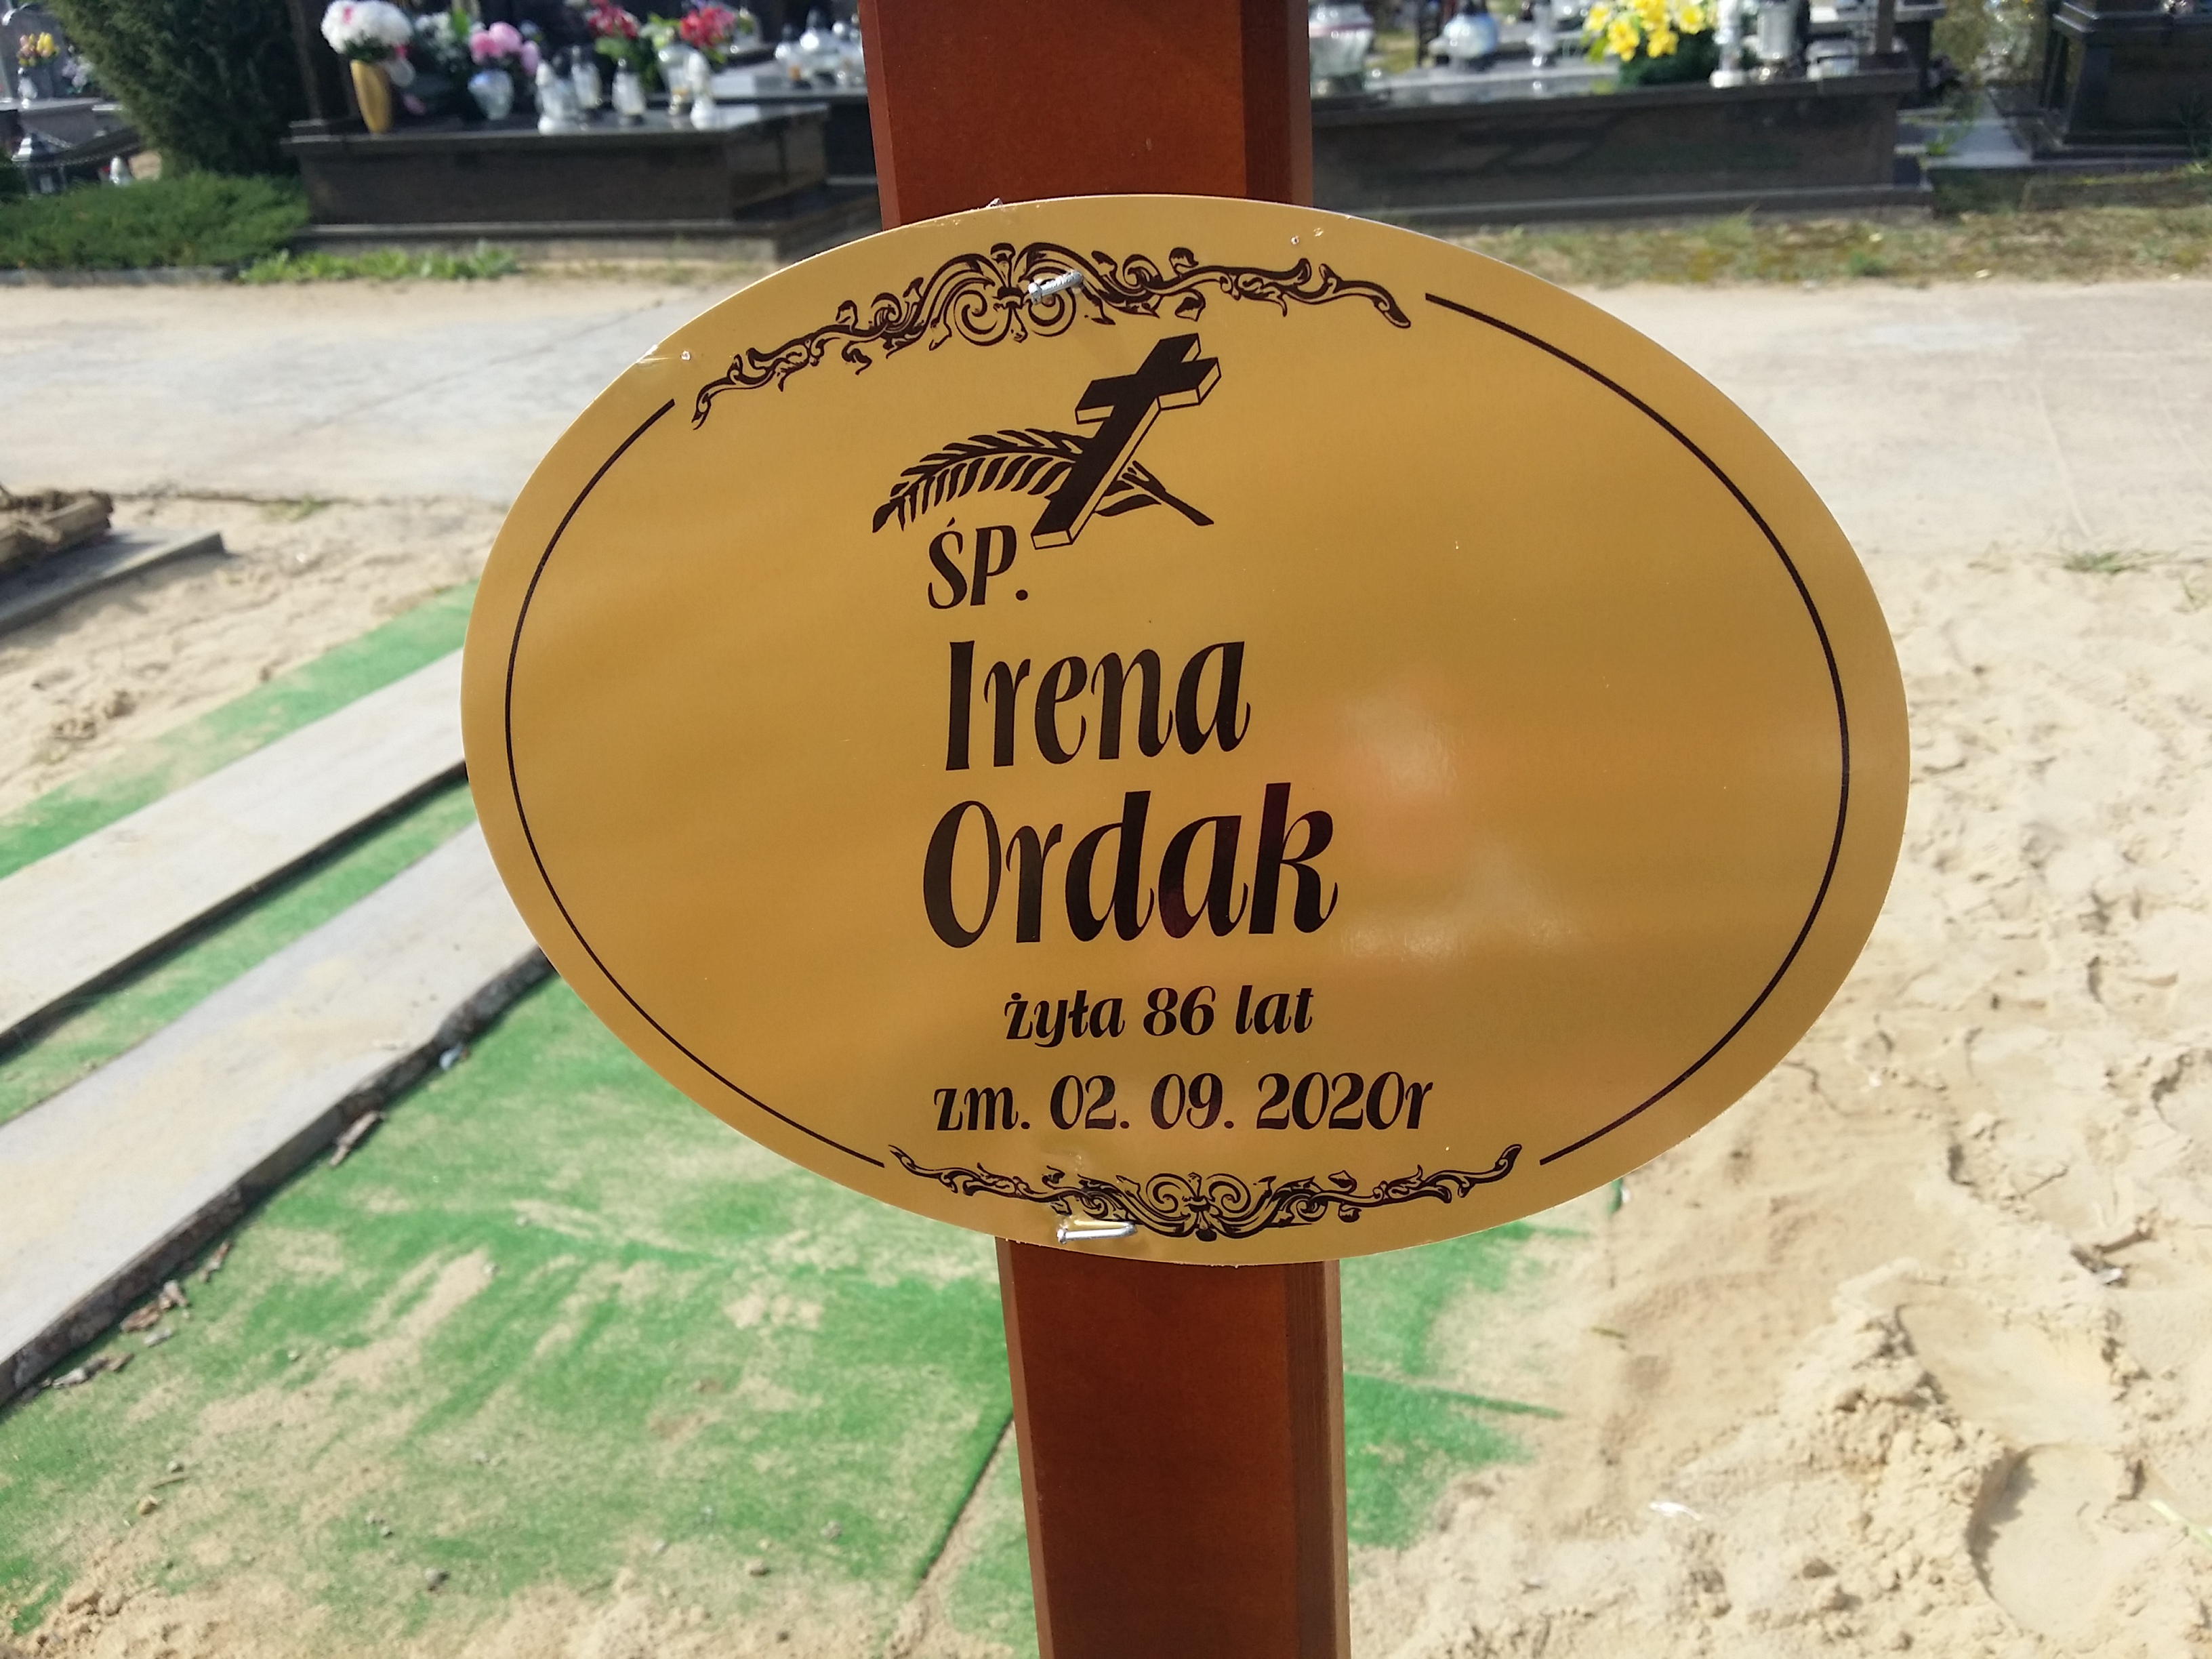 ŚP.
Irena
Ordak
żyła 86 lat
zm. 02. 09. 2020r